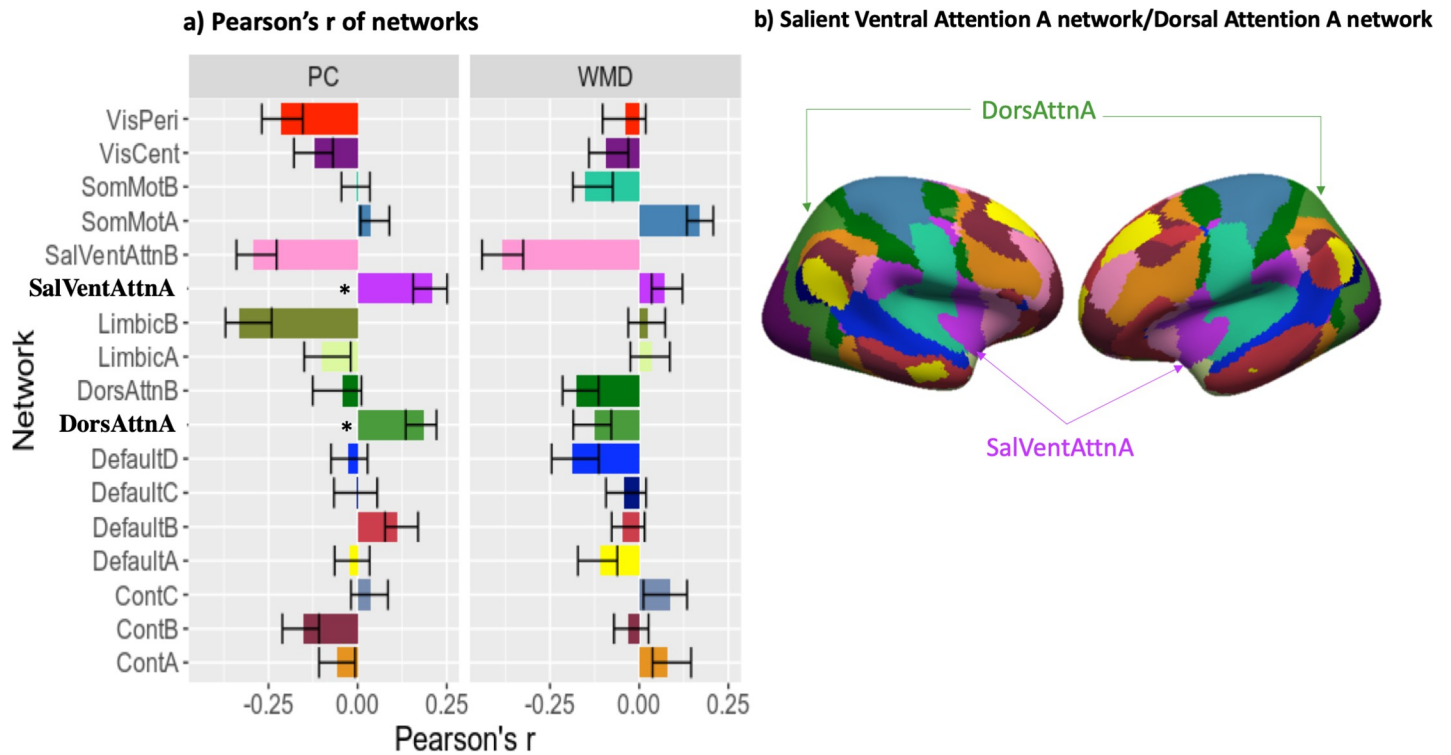 a) Pearson’s r of networks
b) Salient Ventral Attention A network/Dorsal Attention A network
PC
WMD
Network
VisPeri
VisCent
SomMotB
SomMotA
SalVentAttnB
SalVentAttnA *
LimbicB
LimbicA
DorsAttnB
DorsAttnA *
DefaultD
DefaultC
DefaultB
DefaultA
ContC
ContB
ContA
-0.25 0.00 0.25 -0.25 0.00 0.25
Pearson's r
DorsAttnA
SalVentAttnA